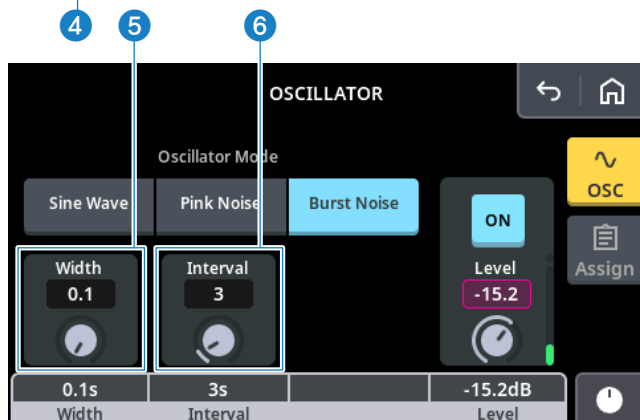 4 5 6
OSCILLATOR
Oscillator Mode
OSC
Sine Wave Pink Noise Burst Noise
ON
Assign
Width Interval Level
0.1 3 -15.2
0.1s 3s -15.2dB
Width Interval Level